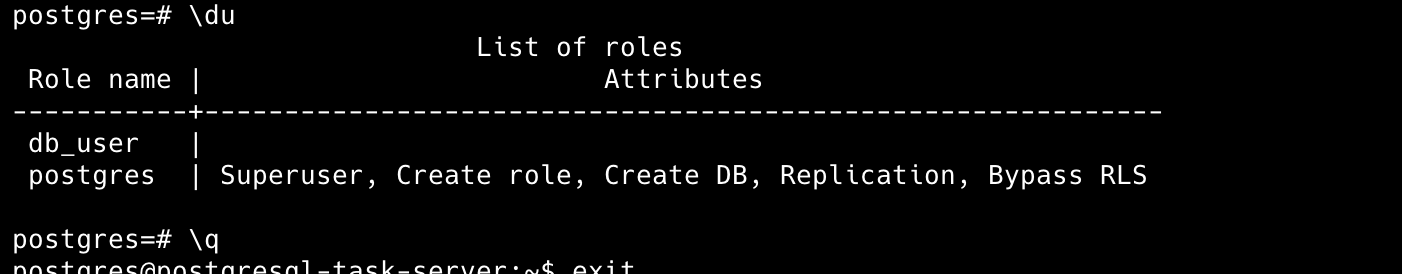 postgres=# \du
List of roles
Role name | Attributes
-----------+------------------------------------------------------------
db_user |
postgres | Superuser, Create role, Create DB, Replication, Bypass RLS
postgres=# \q
postgres@postgresql-task-server:~$ exit